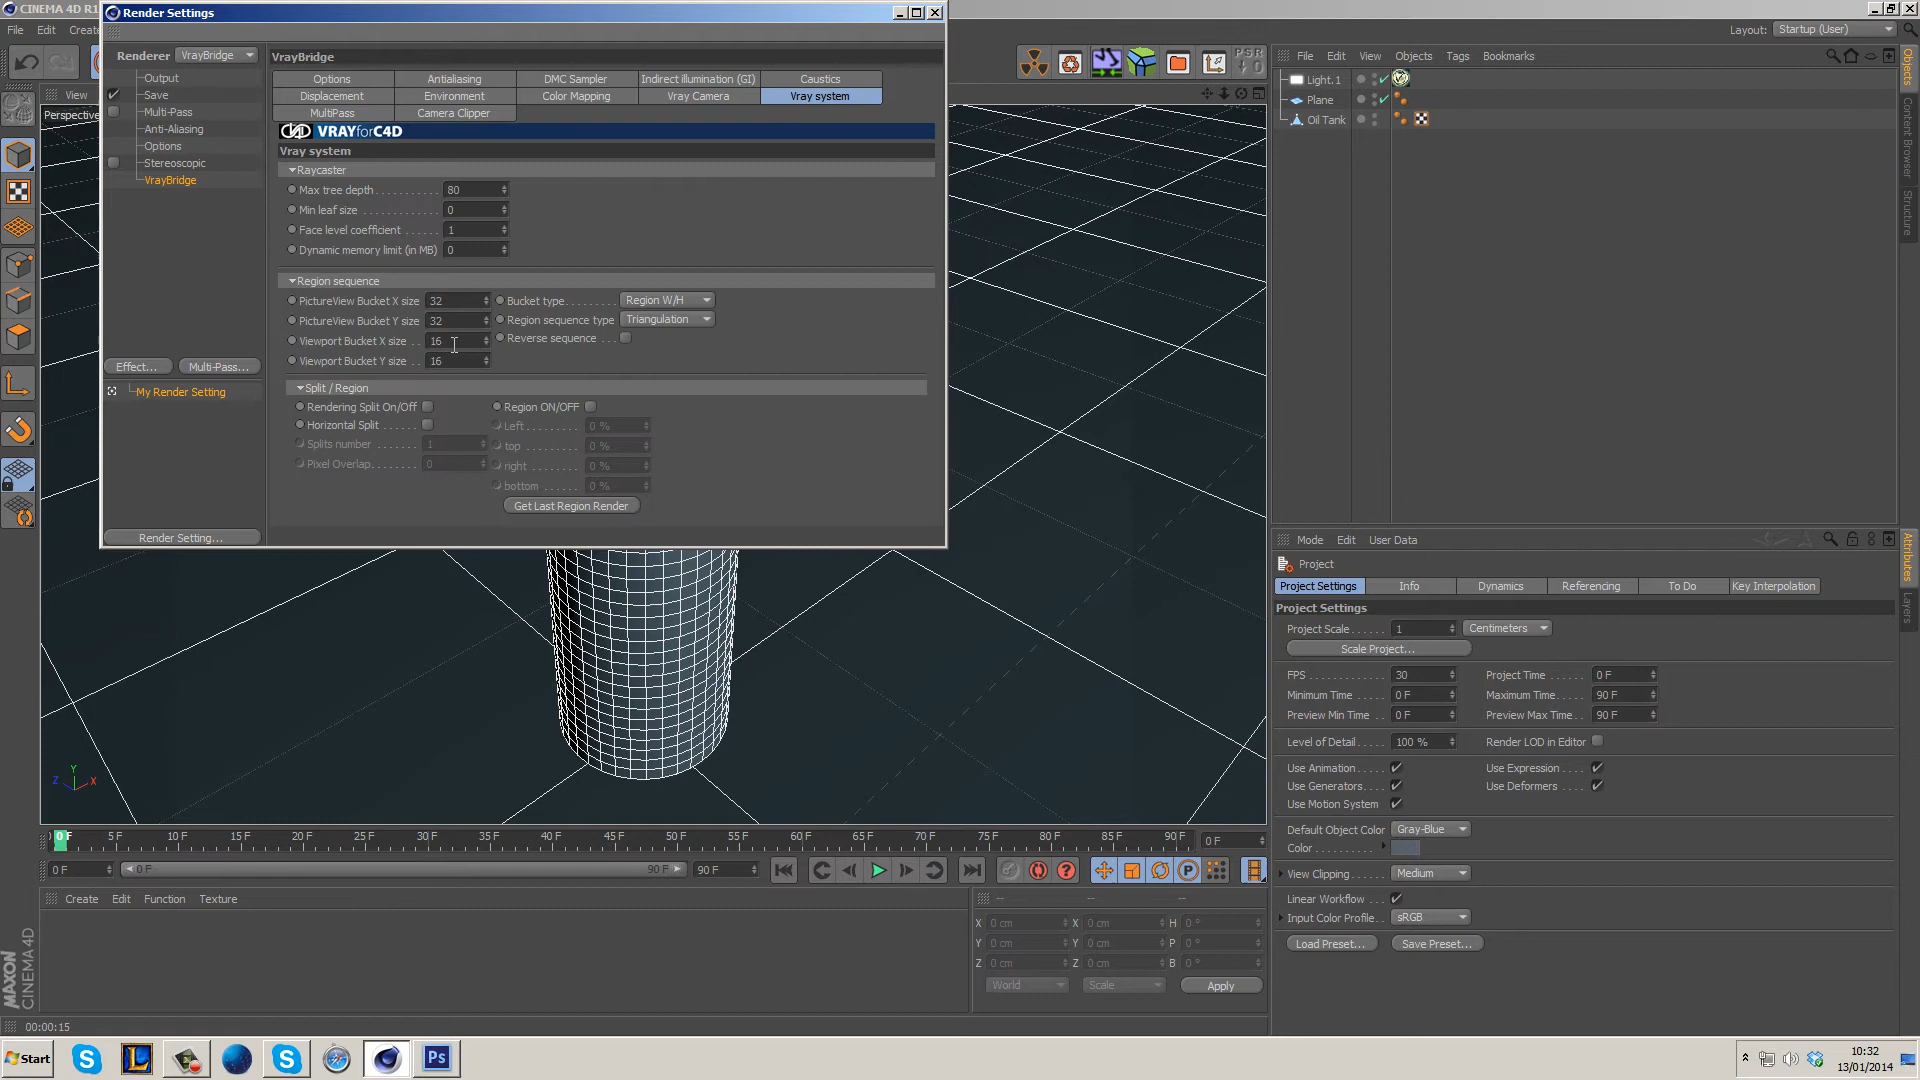 CINEMA 4D R1
Render Settings
File Edit Create
Layout: Startup (User)
Renderer VrayBridge
VrayBridge
Output
Save
Multi-Pass
Anti-Aliasing
Options
Stereoscopic
VrayBridge
Options Antialiasing DMC Sampler Indirect illumination (GI) Caustics
Displacement Environment Color Mapping Vray Camera Vray system
MultiPass Camera Clipper
C4D VRAYforC4D
Vray system
Raycaster
Max tree depth 80
Min leaf size 0
Face level coefficient 1
Dynamic memory limit (in MB) 0
Region sequence
PictureView Bucket X size 32 Bucket type Region W/H
PictureView Bucket Y size 32 Region sequence type Triangulation
Viewport Bucket X size 16 Reverse sequence
Viewport Bucket Y size 16
Split / Region
Rendering Split On/Off Region ON/OFF
Horizontal Split Left 0 %
Splits number 1 top 0 %
Pixel Overlap 0 right 0 %
bottom 0 %
Get Last Region Render
Effect... Multi-Pass...
My Render Setting
Render Setting...
View
Perspective
PSR
0
File Edit View Objects Tags Bookmarks
Light.1
Plane
Oil Tank
Objects
Content Browser
Structure
Mode Edit User Data
Project
Project Settings Info Dynamics Referencing To Do Key Interpolation
Project Settings
Project Scale 1 Centimeters
Scale Project...
FPS 30 Project Time 0 F
Minimum Time 0 F Maximum Time 90 F
Preview Min Time 0 F Preview Max Time 90 F
Level of Detail 100 % Render LOD in Editor
Use Animation Use Expression
Use Generators Use Deformers
Use Motion System
Default Object Color Gray-Blue
Color
View Clipping Medium
Linear Workflow
Input Color Profile sRGB
Load Preset... Save Preset...
Attributes
Layers
Y
Z X
0 F 5 F 10 F 15 F 20 F 25 F 30 F 35 F 40 F 45 F 50 F 55 F 60 F 65 F 70 F 75 F 80 F 85 F 90 F 0 F
0 F 0 F 90 F 90 F
Create Edit Function Texture
-- -- --
X 0 cm X 0 cm H 0 °
Y 0 cm Y 0 cm P 0 °
Z 0 cm Z 0 cm B 0 °
World Scale Apply
MAXON
CINEMA 4D
00:00:15
Start
Ps
10:32
13/01/2014